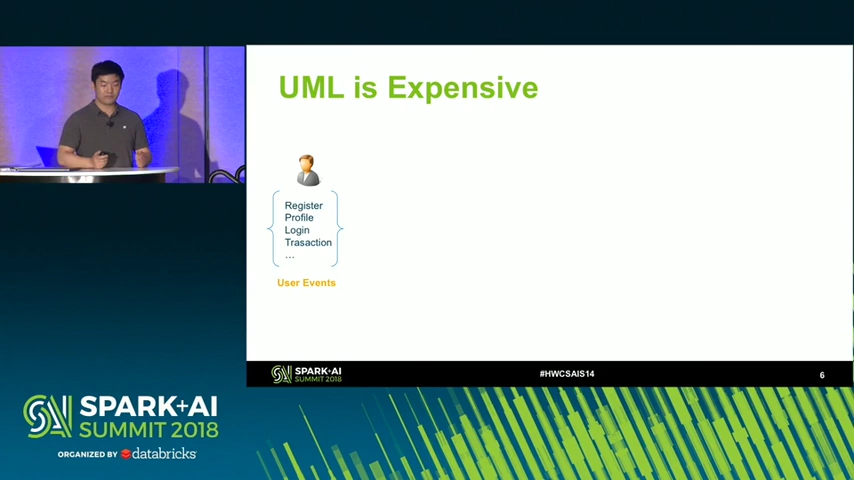 UML is Expensive
Register
Profile
Login
Trasaction
...
User Events
SPARK+AI
SUMMIT 2018
#HWCSAIS14
6
SPARK+AI
SUMMIT 2018
ORGANIZED BY databricks